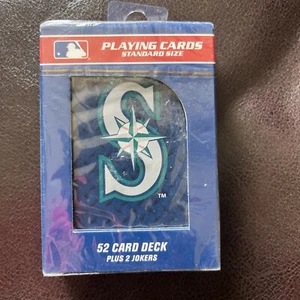 PLAYING CARDS
STANDARD SIZE
S
TM
52 CARD DECK
PLUS 2 JOKERS